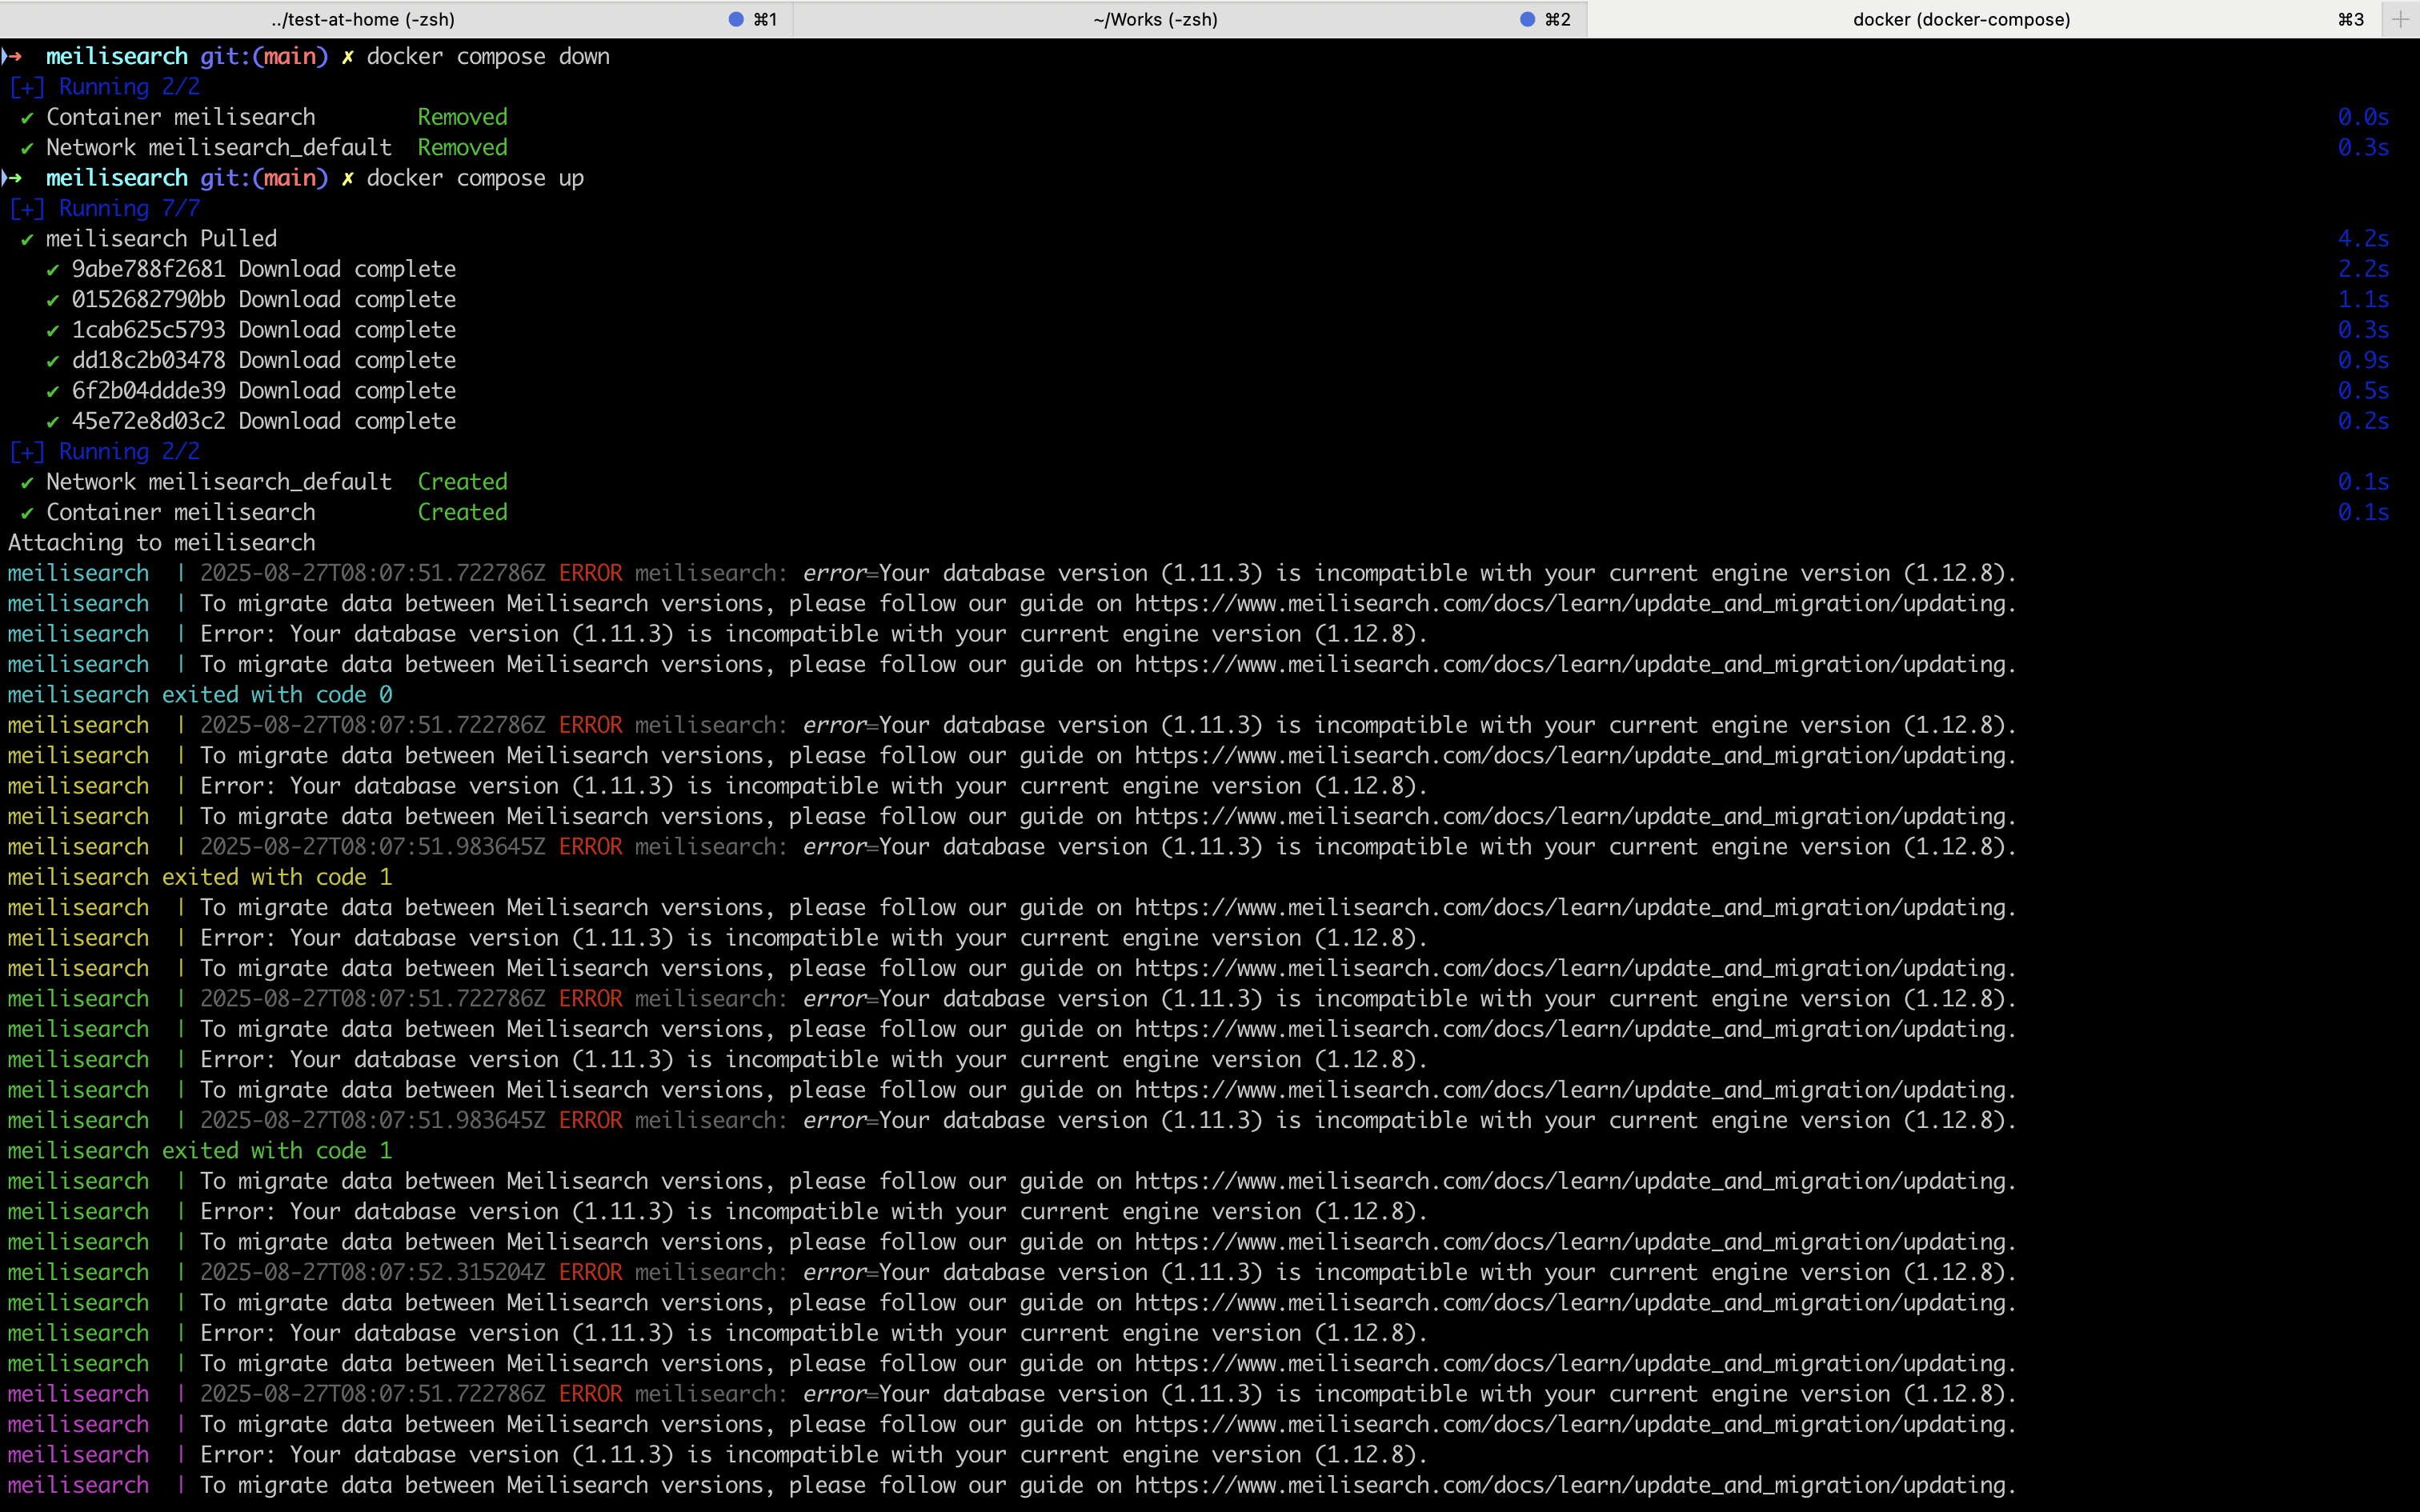 ../test-at-home (-zsh) ⌘1 ~/Works (-zsh) ⌘2 docker (docker-compose) ⌘3
➜ meilisearch git:(main) ✗ docker compose down
[+] Running 2/2
✔ Container meilisearch Removed 0.0s
✔ Network meilisearch_default Removed 0.3s
➜ meilisearch git:(main) ✗ docker compose up
[+] Running 7/7
✔ meilisearch Pulled 4.2s
✔ 9abe788f2681 Download complete 2.2s
✔ 0152682790bb Download complete 1.1s
✔ 1cab625c5793 Download complete 0.3s
✔ dd18c2b03478 Download complete 0.9s
✔ 6f2b04ddde39 Download complete 0.5s
✔ 45e72e8d03c2 Download complete 0.2s
[+] Running 2/2
✔ Network meilisearch_default Created 0.1s
✔ Container meilisearch Created 0.1s
Attaching to meilisearch
meilisearch | 2025-08-27T08:07:51.722786Z ERROR meilisearch: error=Your database version (1.11.3) is incompatible with your current engine version (1.12.8).
meilisearch | To migrate data between Meilisearch versions, please follow our guide on https://www.meilisearch.com/docs/learn/update_and_migration/updating.
meilisearch | Error: Your database version (1.11.3) is incompatible with your current engine version (1.12.8).
meilisearch | To migrate data between Meilisearch versions, please follow our guide on https://www.meilisearch.com/docs/learn/update_and_migration/updating.
meilisearch exited with code 0
meilisearch | 2025-08-27T08:07:51.722786Z ERROR meilisearch: error=Your database version (1.11.3) is incompatible with your current engine version (1.12.8).
meilisearch | To migrate data between Meilisearch versions, please follow our guide on https://www.meilisearch.com/docs/learn/update_and_migration/updating.
meilisearch | Error: Your database version (1.11.3) is incompatible with your current engine version (1.12.8).
meilisearch | To migrate data between Meilisearch versions, please follow our guide on https://www.meilisearch.com/docs/learn/update_and_migration/updating.
meilisearch | 2025-08-27T08:07:51.983645Z ERROR meilisearch: error=Your database version (1.11.3) is incompatible with your current engine version (1.12.8).
meilisearch exited with code 1
meilisearch | To migrate data between Meilisearch versions, please follow our guide on https://www.meilisearch.com/docs/learn/update_and_migration/updating.
meilisearch | Error: Your database version (1.11.3) is incompatible with your current engine version (1.12.8).
meilisearch | To migrate data between Meilisearch versions, please follow our guide on https://www.meilisearch.com/docs/learn/update_and_migration/updating.
meilisearch | 2025-08-27T08:07:51.722786Z ERROR meilisearch: error=Your database version (1.11.3) is incompatible with your current engine version (1.12.8).
meilisearch | To migrate data between Meilisearch versions, please follow our guide on https://www.meilisearch.com/docs/learn/update_and_migration/updating.
meilisearch | Error: Your database version (1.11.3) is incompatible with your current engine version (1.12.8).
meilisearch | To migrate data between Meilisearch versions, please follow our guide on https://www.meilisearch.com/docs/learn/update_and_migration/updating.
meilisearch | 2025-08-27T08:07:51.983645Z ERROR meilisearch: error=Your database version (1.11.3) is incompatible with your current engine version (1.12.8).
meilisearch exited with code 1
meilisearch | To migrate data between Meilisearch versions, please follow our guide on https://www.meilisearch.com/docs/learn/update_and_migration/updating.
meilisearch | Error: Your database version (1.11.3) is incompatible with your current engine version (1.12.8).
meilisearch | To migrate data between Meilisearch versions, please follow our guide on https://www.meilisearch.com/docs/learn/update_and_migration/updating.
meilisearch | 2025-08-27T08:07:52.315204Z ERROR meilisearch: error=Your database version (1.11.3) is incompatible with your current engine version (1.12.8).
meilisearch | To migrate data between Meilisearch versions, please follow our guide on https://www.meilisearch.com/docs/learn/update_and_migration/updating.
meilisearch | Error: Your database version (1.11.3) is incompatible with your current engine version (1.12.8).
meilisearch | To migrate data between Meilisearch versions, please follow our guide on https://www.meilisearch.com/docs/learn/update_and_migration/updating.
meilisearch | 2025-08-27T08:07:51.722786Z ERROR meilisearch: error=Your database version (1.11.3) is incompatible with your current engine version (1.12.8).
meilisearch | To migrate data between Meilisearch versions, please follow our guide on https://www.meilisearch.com/docs/learn/update_and_migration/updating.
meilisearch | Error: Your database version (1.11.3) is incompatible with your current engine version (1.12.8).
meilisearch | To migrate data between Meilisearch versions, please follow our guide on https://www.meilisearch.com/docs/learn/update_and_migration/updating.